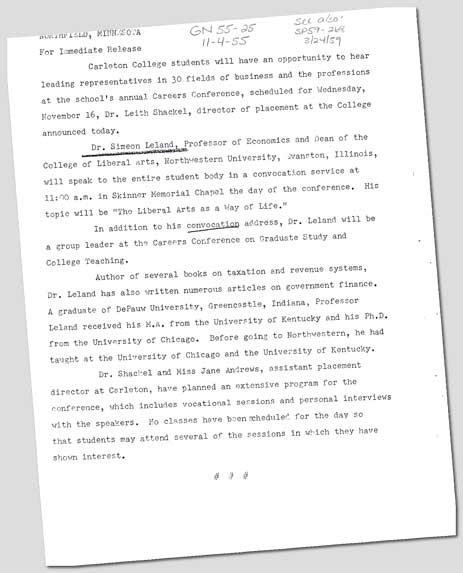 NORTHFIELD, MINNESOTA
GN 55-25
11-4-55
See also:
SP59-268
3/24/59
For Immediate Release
Carleton College students will have an opportunity to hear
leading representatives in 30 fields of business and the professions
at the school's annual Careers Conference, scheduled for Wednesday,
November 16, Dr. Leith Shackel, director of placement at the College
announced today.
Dr. Simeon Leland, Professor of Economics and Dean of the
College of Liberal Arts, Northwestern University, Evanston, Illinois,
will speak to the entire student body in a convocation service at
11:00 a.m. in Skinner Memorial Chapel the day of the conference. His
topic will be "The Liberal Arts as a Way of Life."
In addition to his convocation address, Dr. Leland will be
a group leader at the Careers Conference on Graduate Study and
College Teaching.
Author of several books on taxation and revenue systems,
Dr. Leland has also written numerous articles on government finance.
A graduate of DePauw University, Greencastle, Indiana, Professor
Leland received his M.A. from the University of Kentucky and his Ph.D.
from the University of Chicago. Before going to Northwestern, he had
taught at the University of Chicago and the University of Kentucky.
Dr. Shackel and Miss Jane Andrews, assistant placement
director at Carleton, have planned an extensive program for the
conference, which includes vocational sessions and personal interviews
with the speakers. No classes have been scheduled for the day so
that students may attend several of the sessions in which they have
shown interest.
# # #